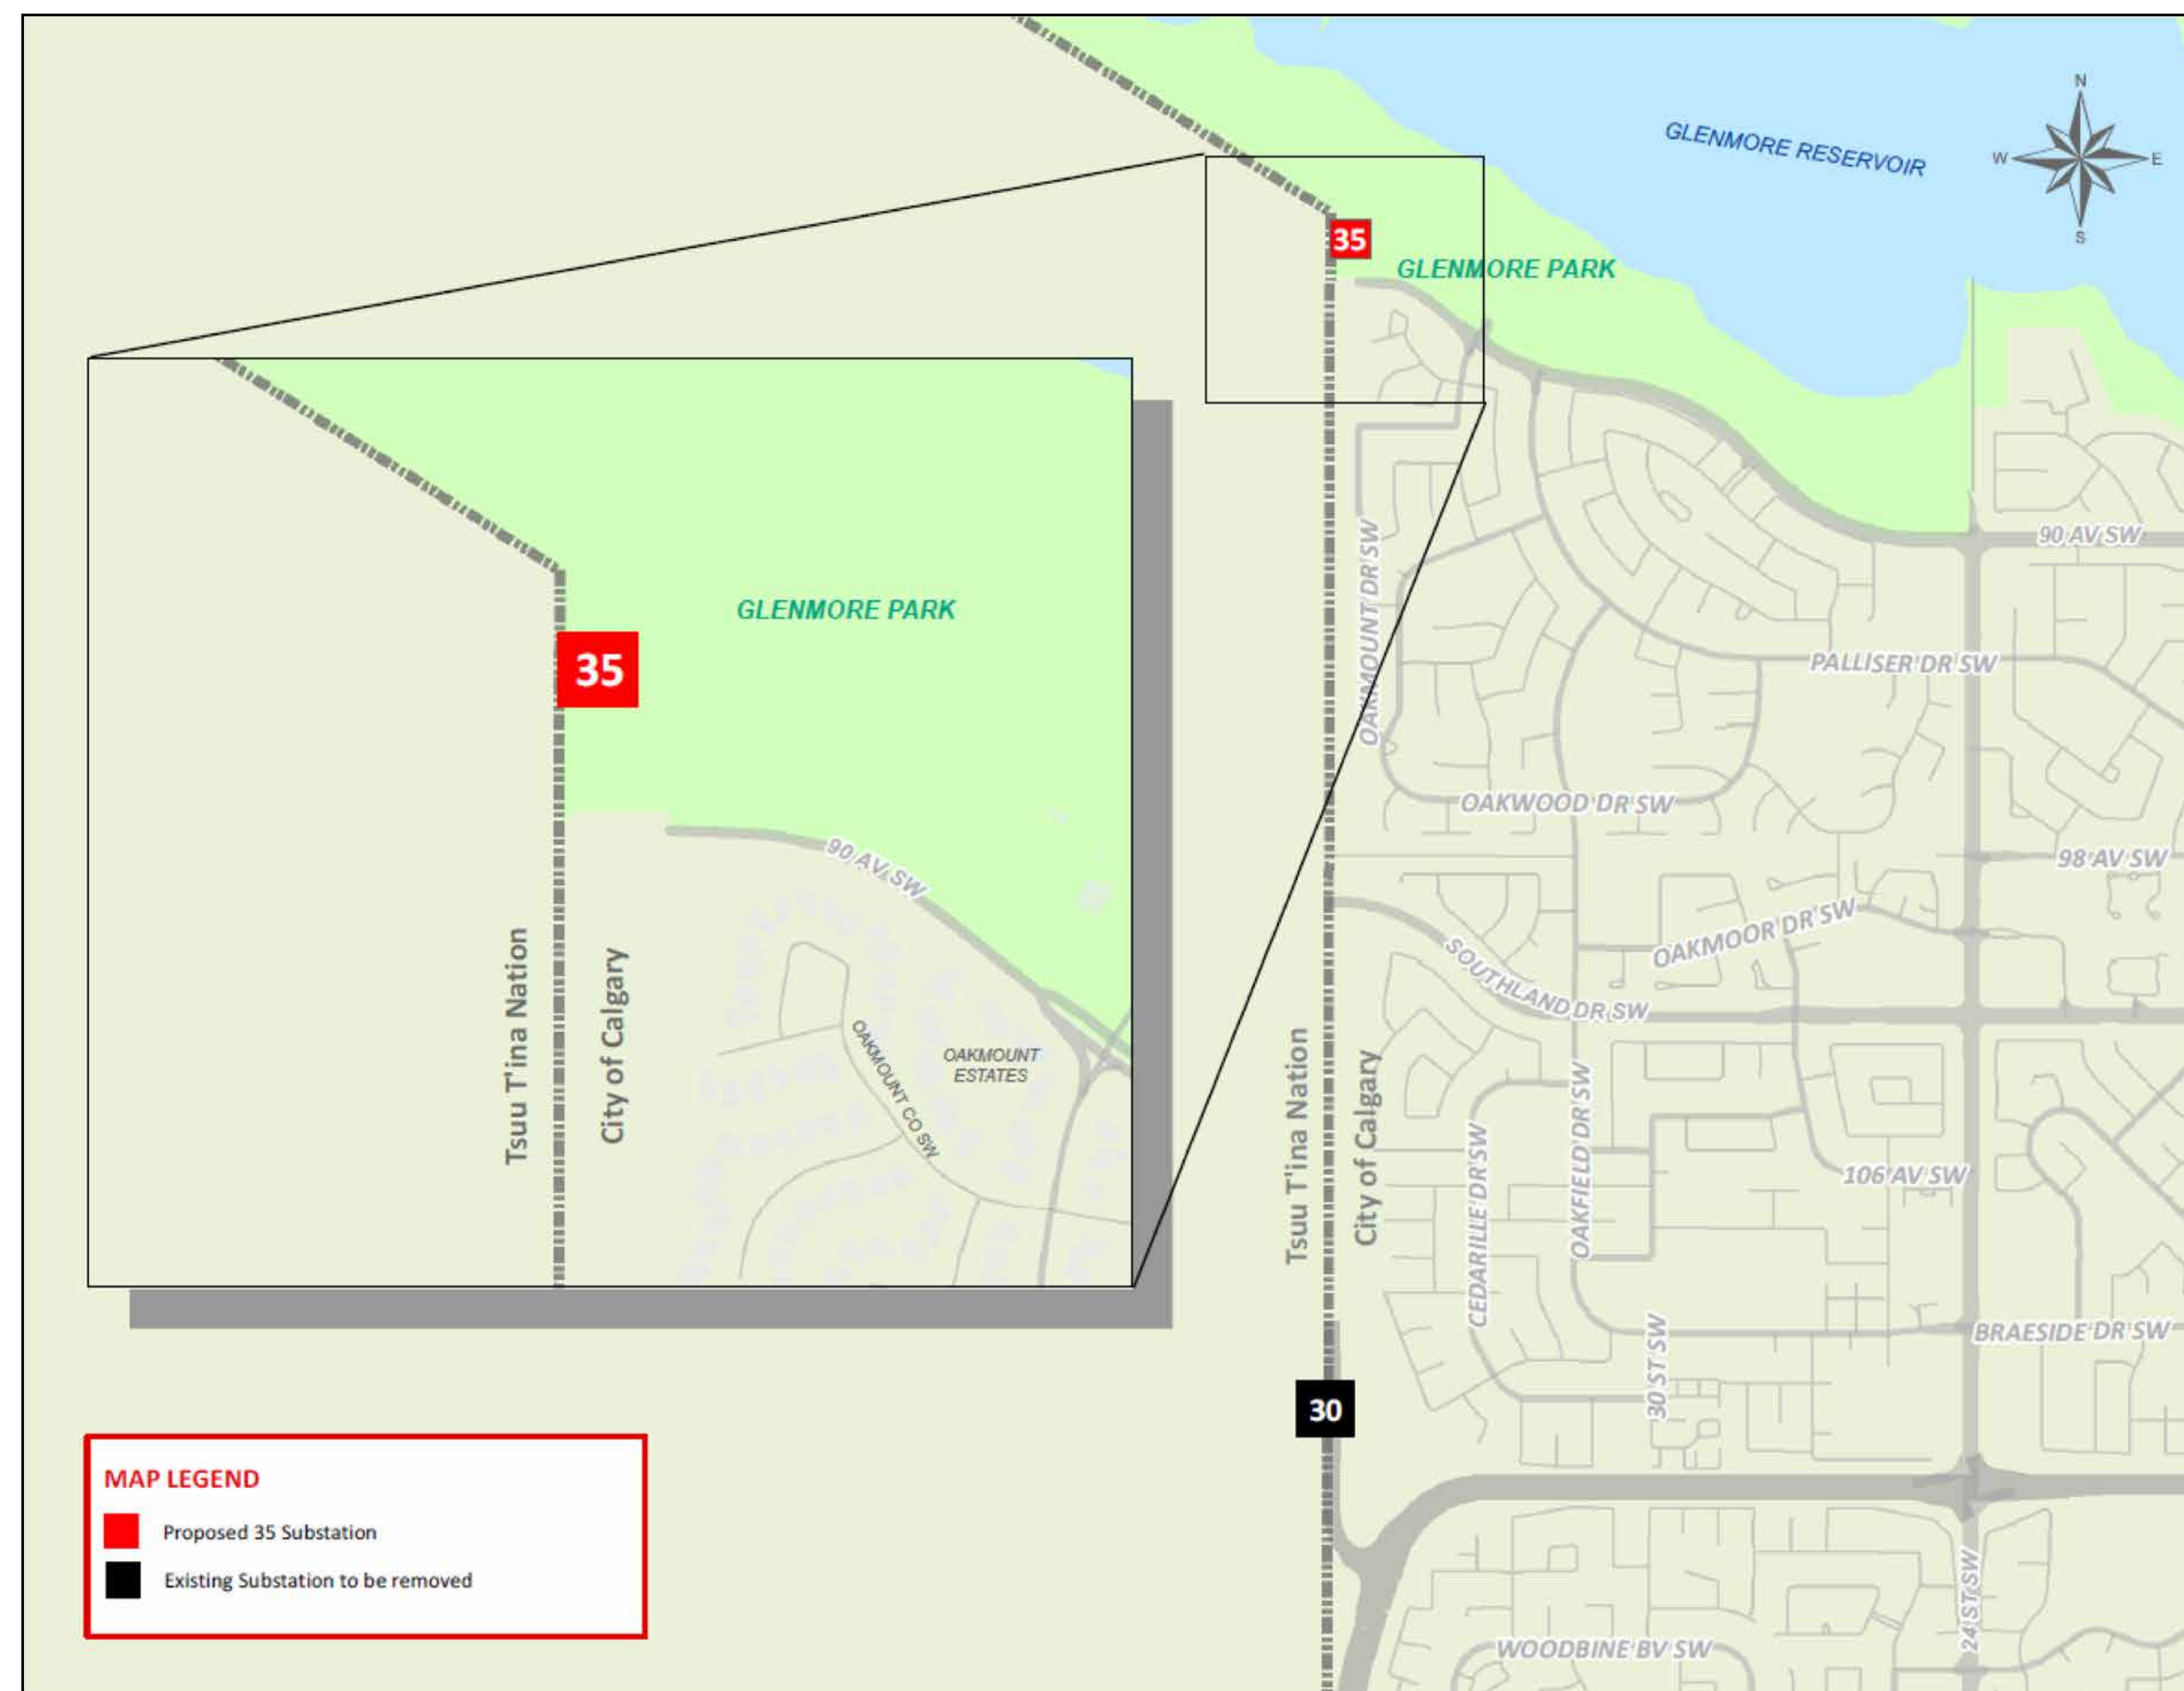 GLENMORE RESERVOIR
N
W
E
S
35
GLENMORE PARK
GLENMORE PARK
35
90 AV SW
90 AV SW
OAKMOUNT DR SW
PALLISER DR SW
OAKWOOD DR SW
98 AV SW
OAKMOOR DR SW
SOUTHLAND DR SW
Tsuu T'ina Nation
City of Calgary
OAKMOUNT CO SW
OAKMOUNT
ESTATES
Tsuu T'ina Nation
City of Calgary
CEDARILLE DR SW
OAKFIELD DR SW
106 AV SW
BRAESIDE DR SW
30 ST SW
30
24 ST SW
WOODBINE BV SW
MAP LEGEND
Proposed 35 Substation
Existing Substation to be removed